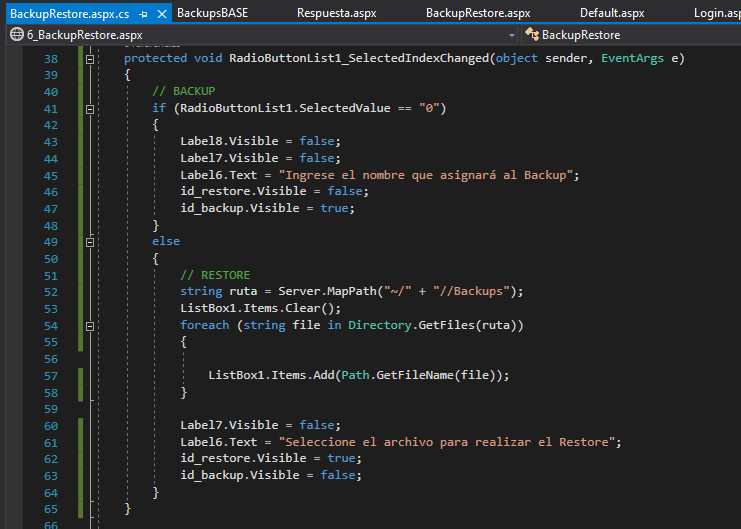 BackupRestore.aspx.cs BackupsBASE Respuesta.aspx BackupRestore.aspx Default.aspx Login.asp
6_BackupRestore.aspx BackupRestore
38 protected void RadioButtonList1_SelectedIndexChanged(object sender, EventArgs e)
39 {
40 // BACKUP
41 if (RadioButtonList1.SelectedValue == "0")
42 {
43 Label8.Visible = false;
44 Label7.Visible = false;
45 Label6.Text = "Ingrese el nombre que asignará al Backup";
46 id_restore.Visible = false;
47 id_backup.Visible = true;
48 }
49 else
50 {
51 // RESTORE
52 string ruta = Server.MapPath("~/" + "//Backups");
53 ListBox1.Items.Clear();
54 foreach (string file in Directory.GetFiles(ruta))
55 {
56
57 ListBox1.Items.Add(Path.GetFileName(file));
58 }
59
60 Label7.Visible = false;
61 Label6.Text = "Seleccione el archivo para realizar el Restore";
62 id_restore.Visible = true;
63 id_backup.Visible = false;
64 }
65 }
66